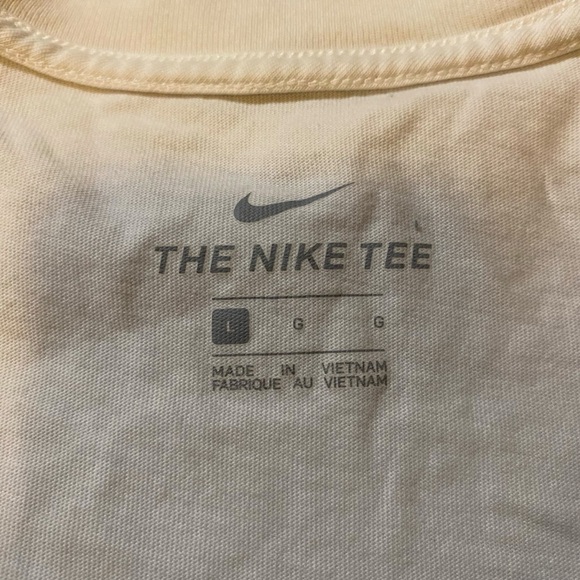 THE NIKE TEE
L G G
MADE IN VIETNAM
FABRIQUE AU VIETNAM